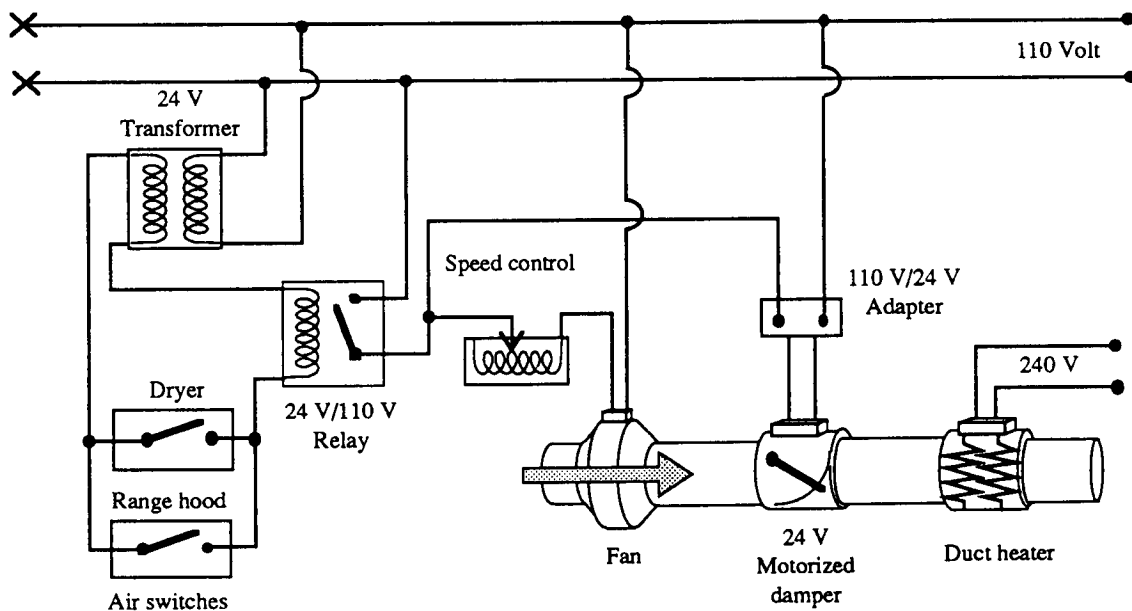 110 Volt
24 V
Transformer
Speed control
110 V/24 V
Adapter
240 V
Dryer
24 V/110 V
Relay
Range hood
Air switches
Fan
24 V
Motorized
damper
Duct heater